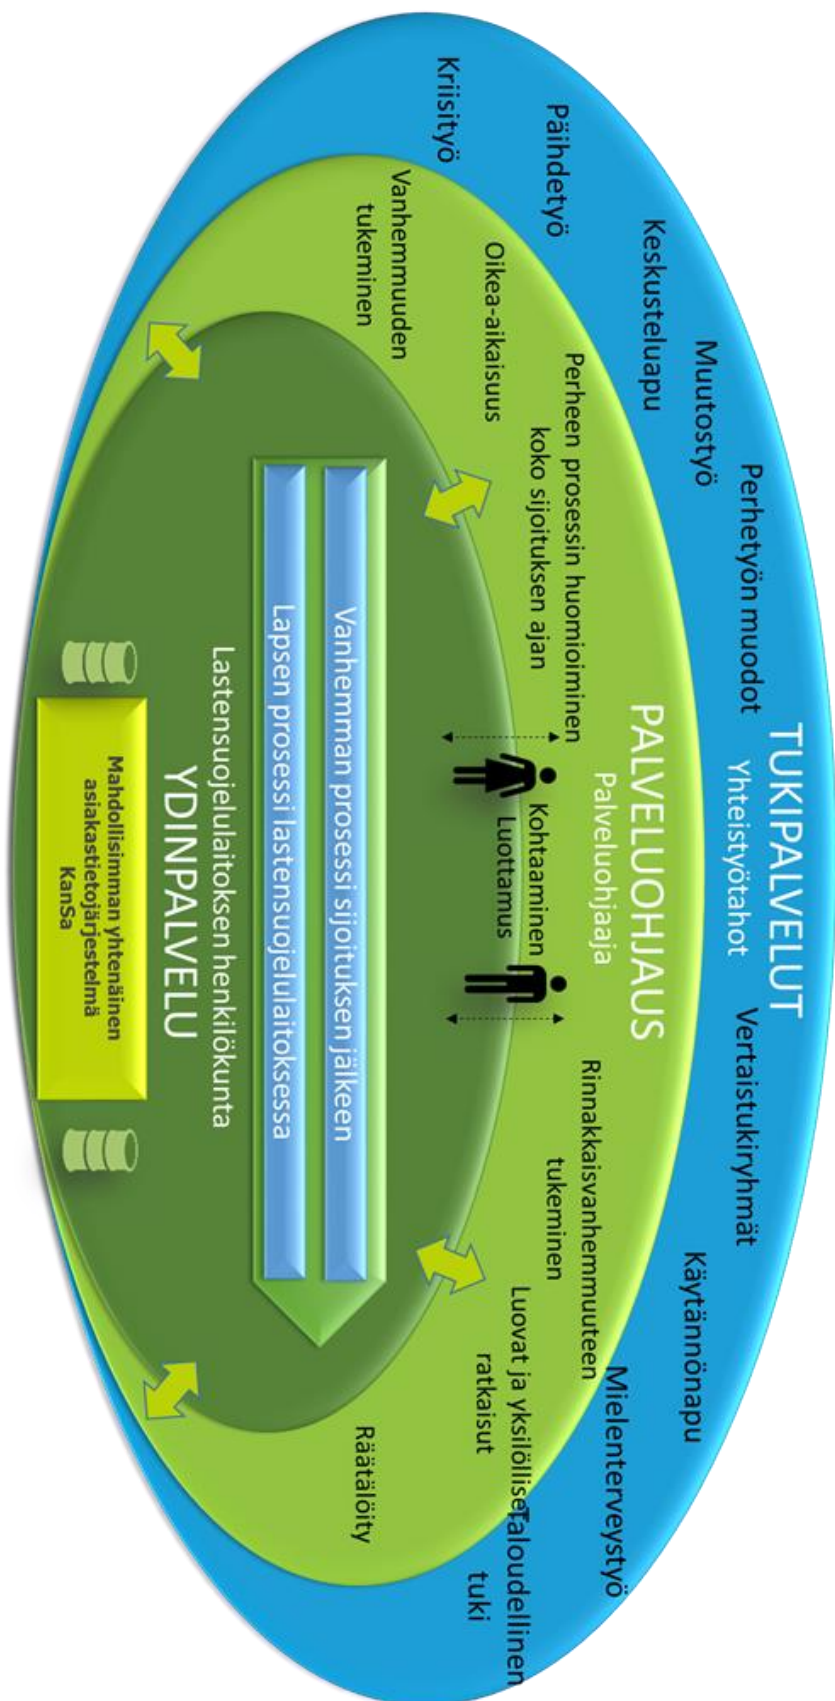 TUKIPALVELUT
Yhteistyötahot
Kriisityö
Päihdetyö
Keskusteluapu
Muutostyö
Perhetyön muodot
Vertaistukiryhmät
Käytännönapu
Mielenterveystyö
Taloudellinen
tuki
PALVELUOHJAUS
Palveluohjaaja
Vanhemmuuden
tukeminen
Oikea-aikaisuus
Perheen prosessin huomioiminen
koko sijoituksen ajan
Kohtaaminen
Luottamus
Rinnakkaisvanhemmuuteen
tukeminen
Luovat ja yksilölliset
ratkaisut
Räätälöity
Vanhemman prosessi sijoituksen jälkeen
Lapsen prosessi lastensuojelulaitoksessa
Lastensuojelulaitoksen henkilökunta
YDINPALVELU
Mahdollisimman yhtenäinen
asiakastietojärjestelmä
KanSa